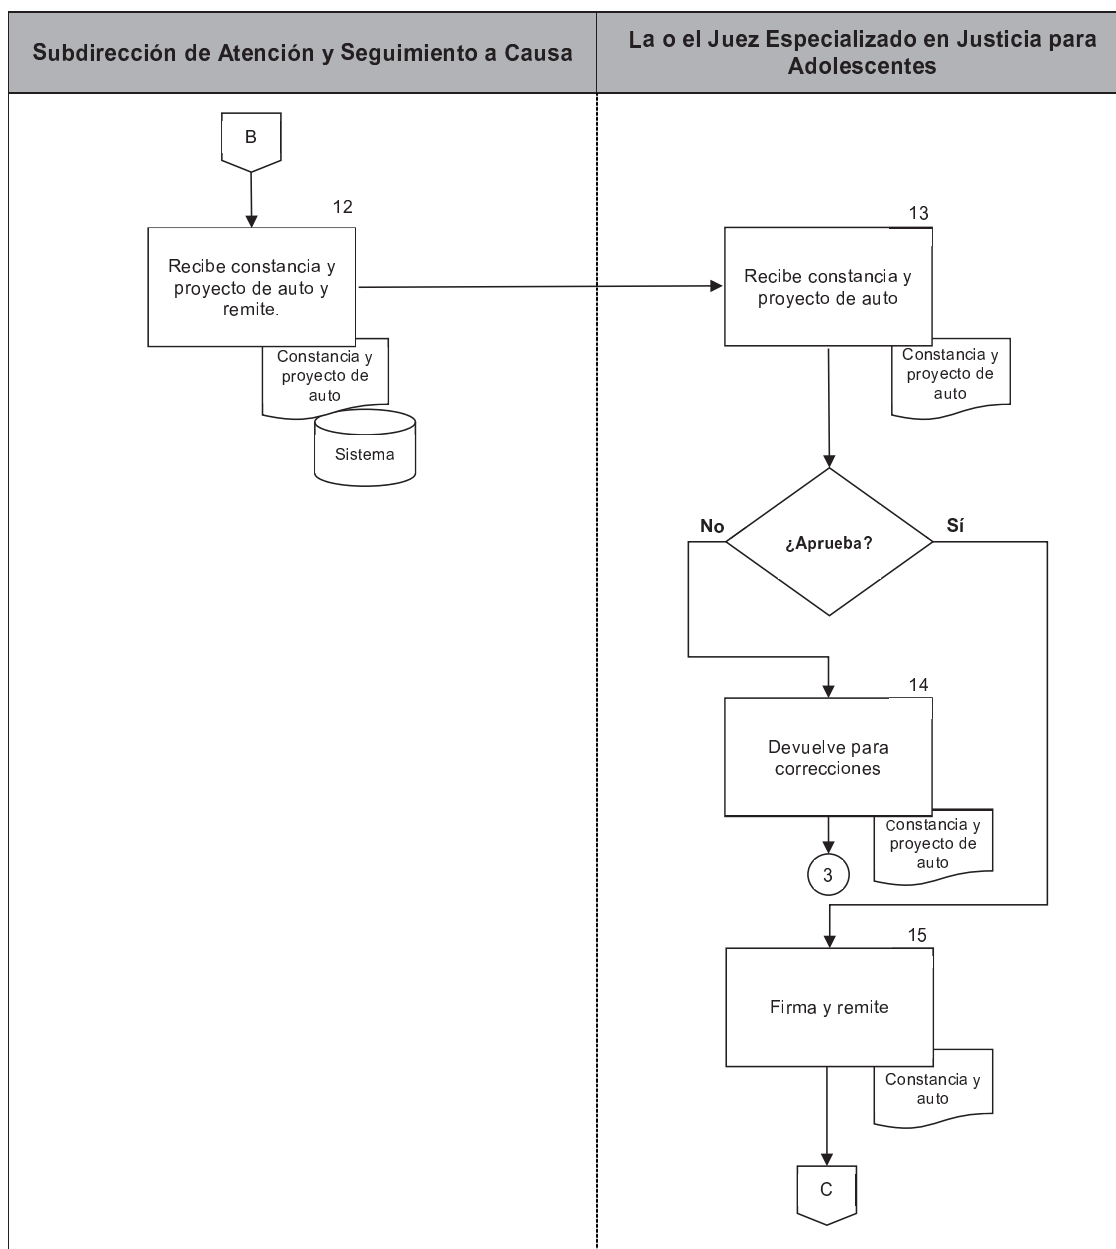 Subdirección de Atención y Seguimiento a Causa
La o el Juez Especializado en Justicia para
Adolescentes
B
12
Recibe constancia y
proyecto de auto y
remite.
Constancia y
proyecto de
auto
Sistema
13
Recibe constancia y
proyecto de auto
Constancia y
proyecto de
auto
No
¿Aprueba?
Sí
14
Devuelve para
correcciones
Constancia y
proyecto de
auto
3
15
Firma y remite
Constancia y
auto
C